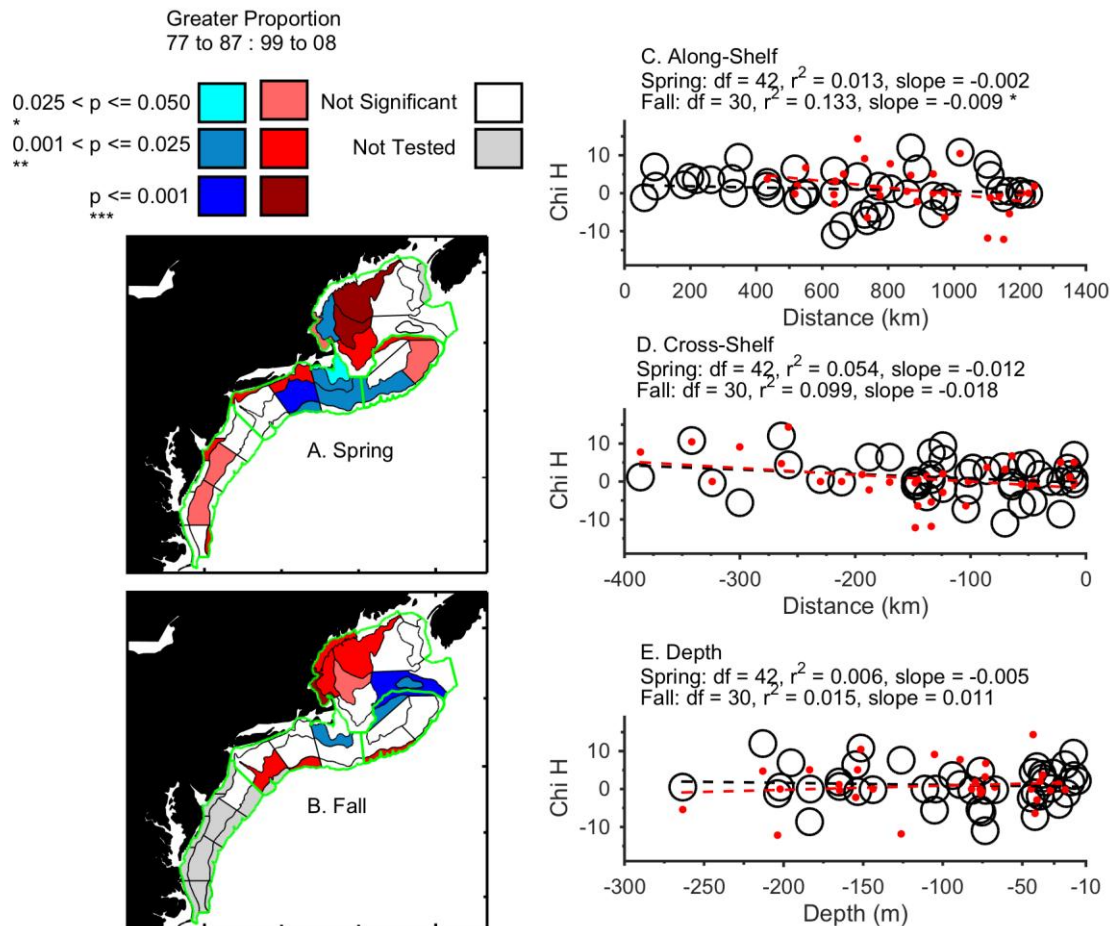 Greater Proportion
77 to 87 : 99 to 08
0.025 < p <= 0.050
*
0.001 < p <= 0.025
**
p <= 0.001
***
Not Significant
Not Tested
A. Spring
B. Fall
C. Along-Shelf
Spring: df = 42, r² = 0.013, slope = -0.002
Fall: df = 30, r² = 0.133, slope = -0.009 *
Chi H
10
0
-10
0 200 400 600 800 1000 1200 1400
Distance (km)
D. Cross-Shelf
Spring: df = 42, r² = 0.054, slope = -0.012
Fall: df = 30, r² = 0.099, slope = -0.018
Chi H
10
0
-10
-400 -300 -200 -100 0
Distance (km)
E. Depth
Spring: df = 42, r² = 0.006, slope = -0.005
Fall: df = 30, r² = 0.015, slope = 0.011
Chi H
10
0
-10
-300 -250 -200 -150 -100 -50 -10
Depth (m)